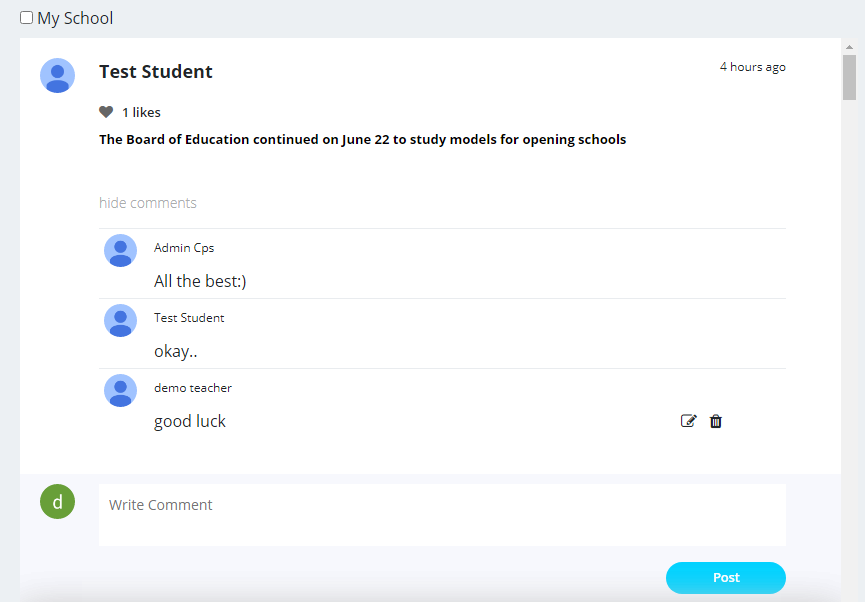 My School
Test Student
4 hours ago
1 likes
The Board of Education continued on June 22 to study models for opening schools
hide comments
Admin Cps
All the best:)
Test Student
okay..
demo teacher
good luck
d
Write Comment
Post